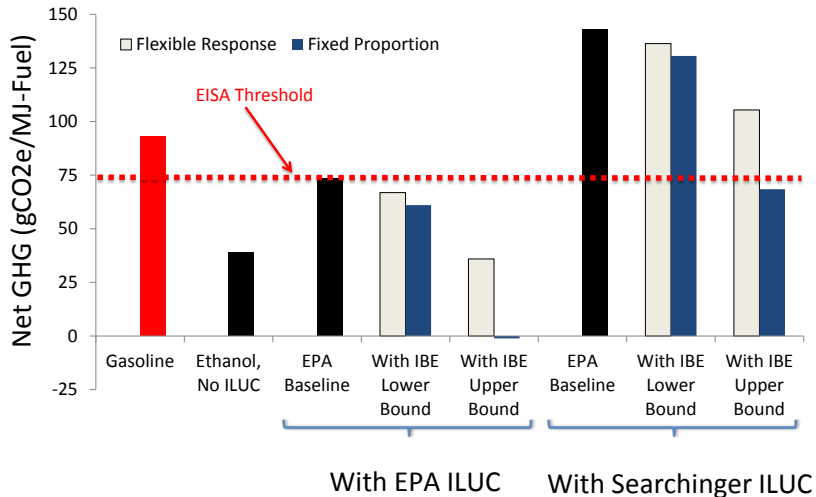 Net GHG (gCO2e/MJ-Fuel)
150
125
100
75
50
25
0
-25
Flexible Response
Fixed Proportion
EISA Threshold
Gasoline
Ethanol,
No ILUC
EPA
Baseline
With IBE
Lower
Bound
With IBE
Upper
Bound
EPA
Baseline
With IBE
Lower
Bound
With IBE
Upper
Bound
With EPA ILUC
With Searchinger ILUC